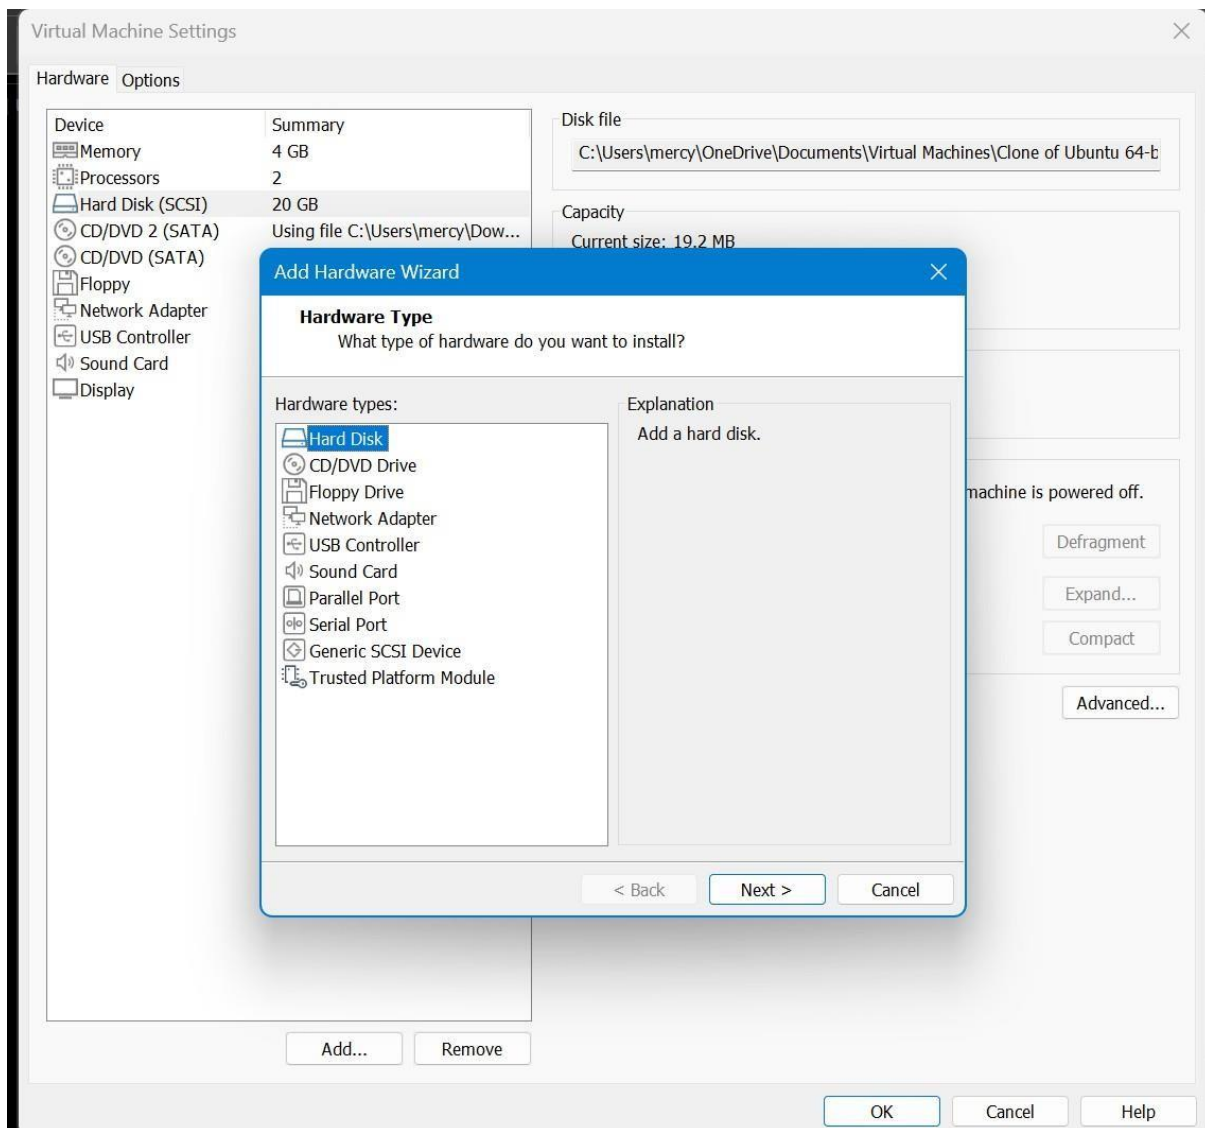 Virtual Machine Settings
Hardware Options
Device Summary
Memory 4 GB
Processors 2
Hard Disk (SCSI) 20 GB
CD/DVD 2 (SATA) Using file C:\Users\mercy\Dow...
CD/DVD (SATA)
Floppy
Network Adapter
USB Controller
Sound Card
Display
Disk file
C:\Users\mercy\OneDrive\Documents\Virtual Machines\Clone of Ubuntu 64-b
Capacity
Current size: 19.2 MB
Add Hardware Wizard
Hardware Type
What type of hardware do you want to install?
Hardware types:
Hard Disk
CD/DVD Drive
Floppy Drive
Network Adapter
USB Controller
Sound Card
Parallel Port
Serial Port
Generic SCSI Device
Trusted Platform Module
Explanation
Add a hard disk.
< Back Next > Cancel
machine is powered off.
Defragment
Expand...
Compact
Advanced...
Add... Remove
OK Cancel Help